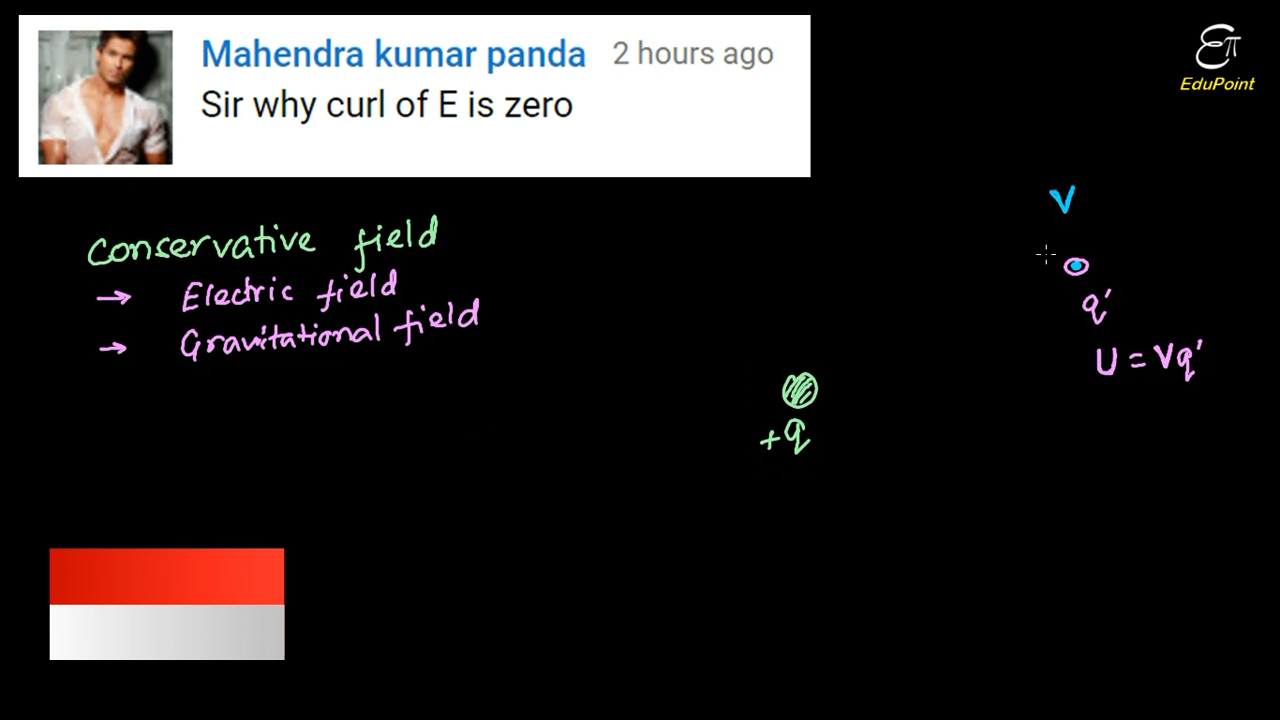 Mahendra kumar panda 2 hours ago
Sir why curl of E is zero
επ
EduPoint
V
Conservative field
→ Electric field
→ Gravitational field
q'
U = Vq'
+q